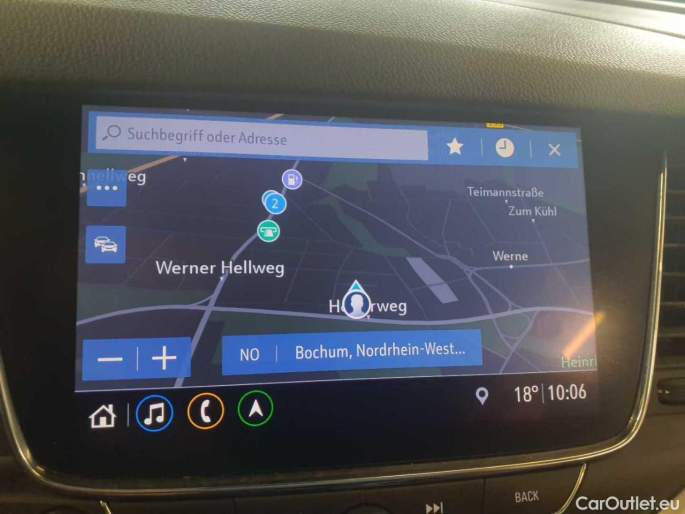 Suchbegriff oder Adresse
Teimannstraße
Zum Kühl
2
Werne
Werner Hellweg
NO
Bochum, Nordrhein-West...
18° 10:06
BACK
CarOutlet.eu